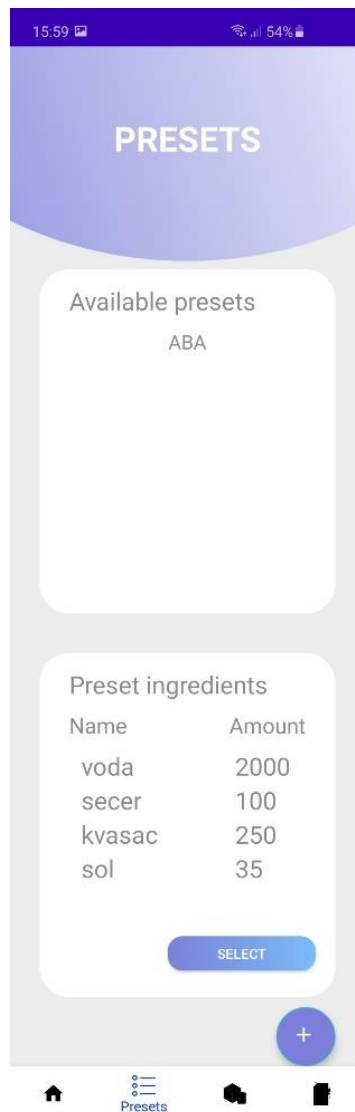 15:59 54%
PRESETS
Available presets
ABA
Preset ingredients
Name Amount
voda 2000
secer 100
kvasac 250
sol 35
SELECT
+
Presets